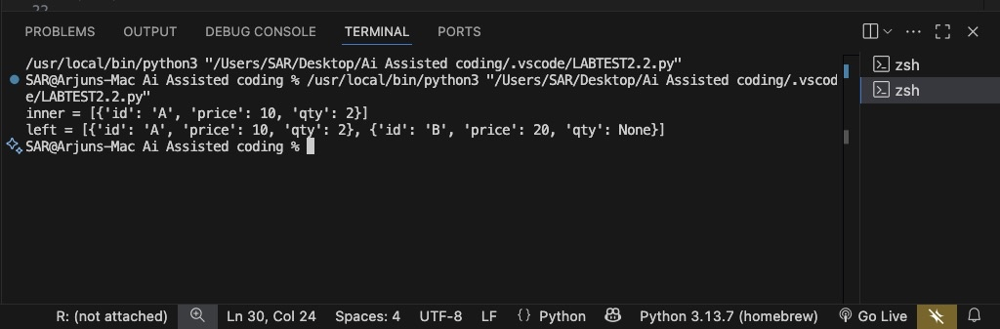 22
PROBLEMS OUTPUT DEBUG CONSOLE TERMINAL PORTS
/usr/local/bin/python3 "/Users/SAR/Desktop/Ai Assisted coding/.vscode/LABTEST2.2.py"
SAR@Arjuns-Mac Ai Assisted coding % /usr/local/bin/python3 "/Users/SAR/Desktop/Ai Assisted coding/.vscod
e/LABTEST2.2.py"
inner = [{'id': 'A', 'price': 10, 'qty': 2}]
left = [{'id': 'A', 'price': 10, 'qty': 2}, {'id': 'B', 'price': 20, 'qty': None}]
SAR@Arjuns-Mac Ai Assisted coding %
zsh
zsh
R: (not attached) Ln 30, Col 24 Spaces: 4 UTF-8 LF {} Python Python 3.13.7 (homebrew) Go Live